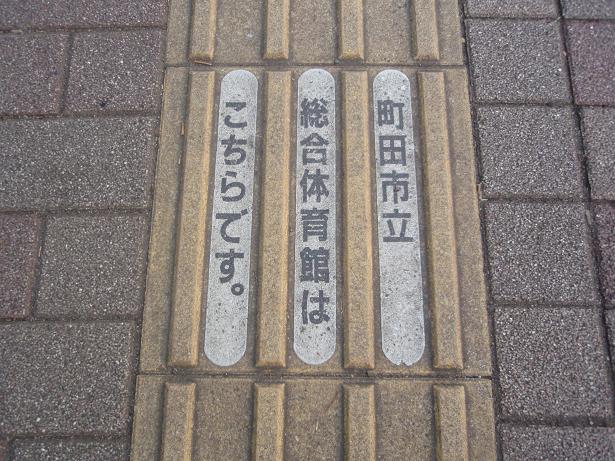 町田市立
総合体育館は
こちらです。